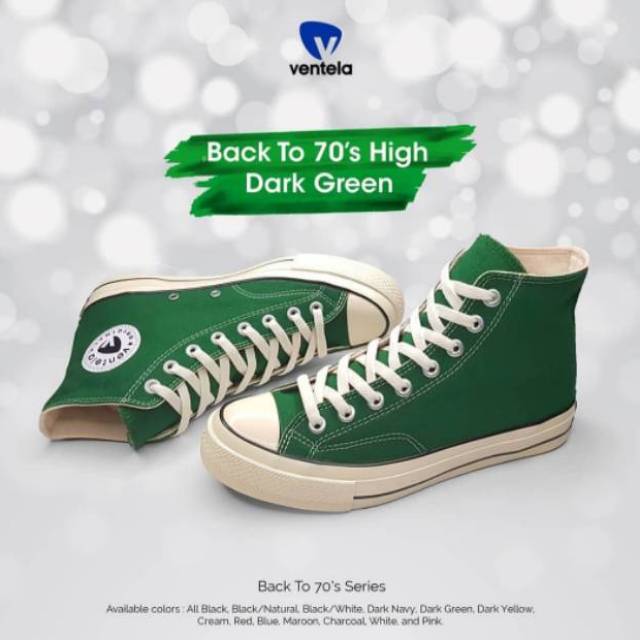 ventela
Back To 70's High
Dark Green
ventela
Back To 70's Series
Available colors : All Black, Black/Natural, Black/White, Dark Navy, Dark Green, Dark Yellow,
Cream, Red, Blue, Maroon, Charcoal, White, and Pink.